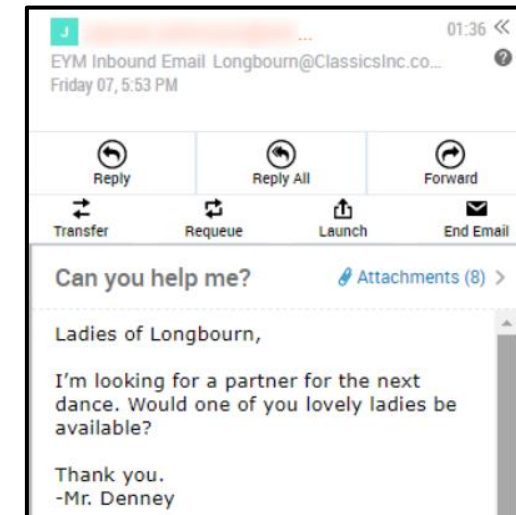 J ... 01:36
EYM Inbound Email Longbourn@ClassicsInc.co...
Friday 07, 5:53 PM
Reply Reply All Forward
Transfer Requeue Launch End Email
Can you help me? Attachments (8)
Ladies of Longbourn,
I'm looking for a partner for the next
dance. Would one of you lovely ladies be
available?
Thank you.
-Mr. Denney